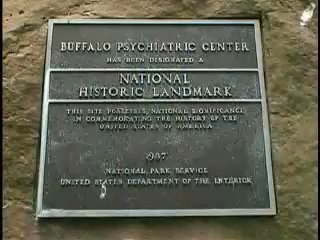 BUFFALO PSYCHIATRIC CENTER
HAS BEEN DESIGNATED A
NATIONAL
HISTORIC LANDMARK
THIS SITE POSSESSES NATIONAL SIGNIFICANCE
IN COMMEMORATING THE HISTORY OF THE
UNITED STATES OF AMERICA
1987
NATIONAL PARK SERVICE
UNITED STATES DEPARTMENT OF THE INTERIOR